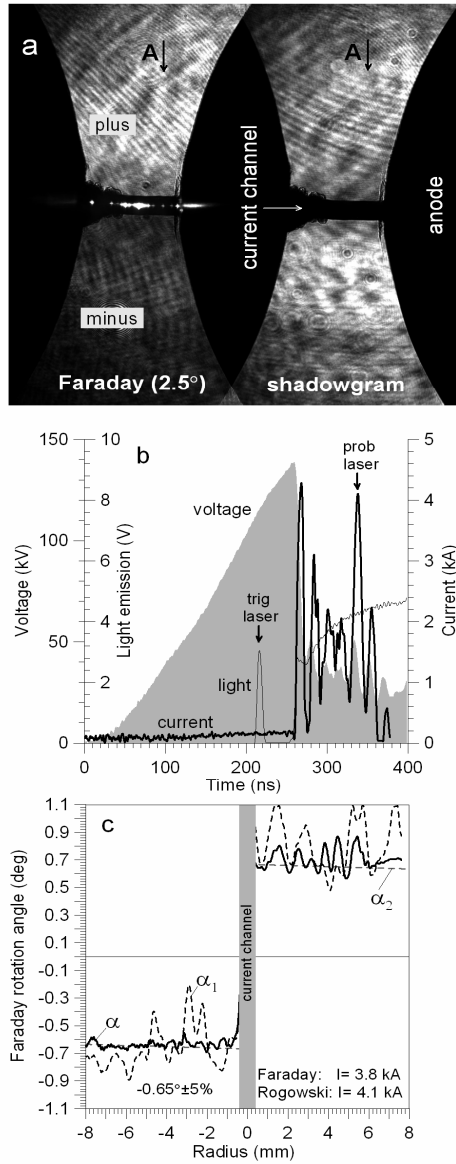 a
A
A
plus
current channel
anode
minus
Faraday (2.5°)
shadowgram
150
10
b
5
prob
laser
8
voltage
4
100
Voltage (kV)
Light emission (V)
6
trig
laser
3
Current (kA)
4
50
light
2
2
1
current
0
0
0
100
200
300
400
Time (ns)
1.1
c
0.9
0.7
0.5
α2
0.3
0.1
Faraday rotation angle (deg)
current channel
-0.1
α1
-0.3
α
-0.5
-0.7
-0.9
-0.65°±5%
Faraday: I= 3.8 kA
Rogowski: I= 4.1 kA
-1.1
-8 -6 -4 -2 0 2 4 6 8
Radius (mm)